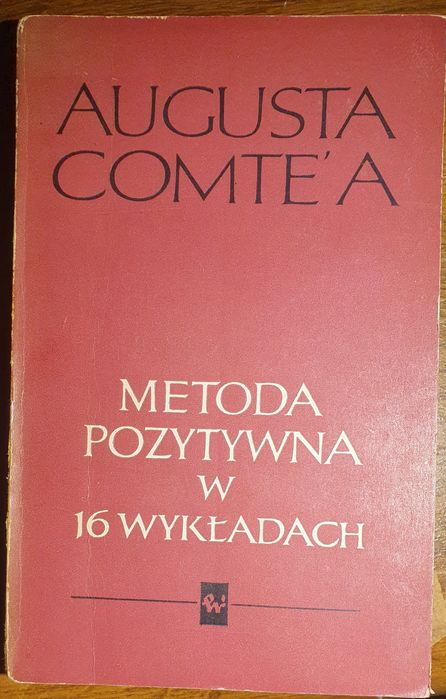 AUGUSTA
COMTE'A
METODA
POZYTYWNA
W
16 WYKŁADACH